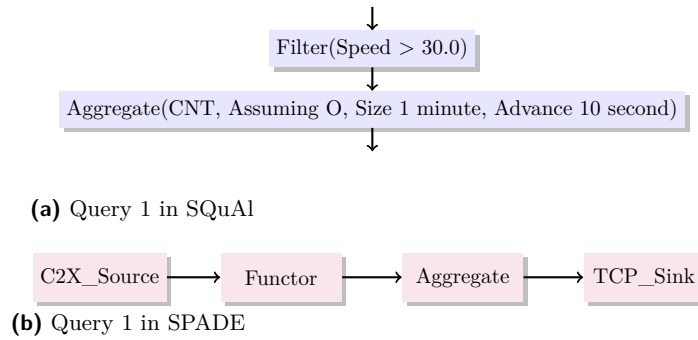 Filter(Speed > 30.0)
Aggregate(CNT, Assuming O, Size 1 minute, Advance 10 second)
(a) Query 1 in SQuAl
C2X_Source
Functor
Aggregate
TCP_Sink
(b) Query 1 in SPADE